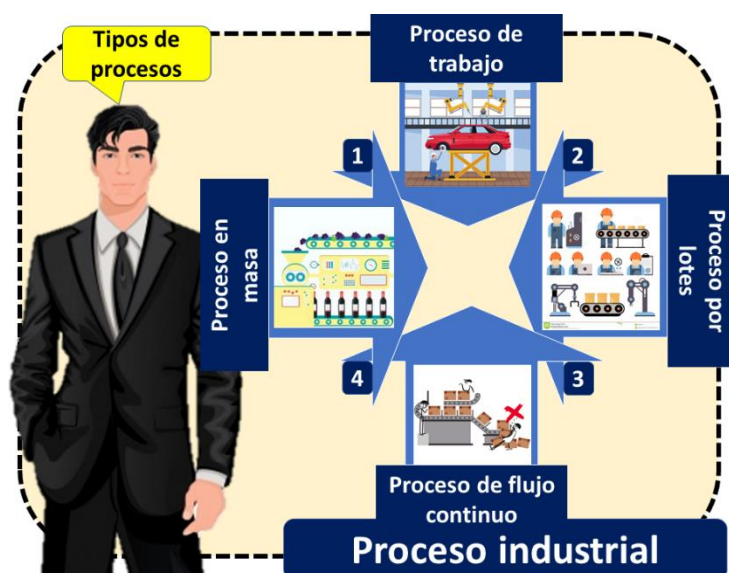 Tipos de
procesos
Proceso de
trabajo
1
2
Proceso en
masa
Proceso por
lotes
4
3
Proceso de flujo
continuo
Proceso industrial